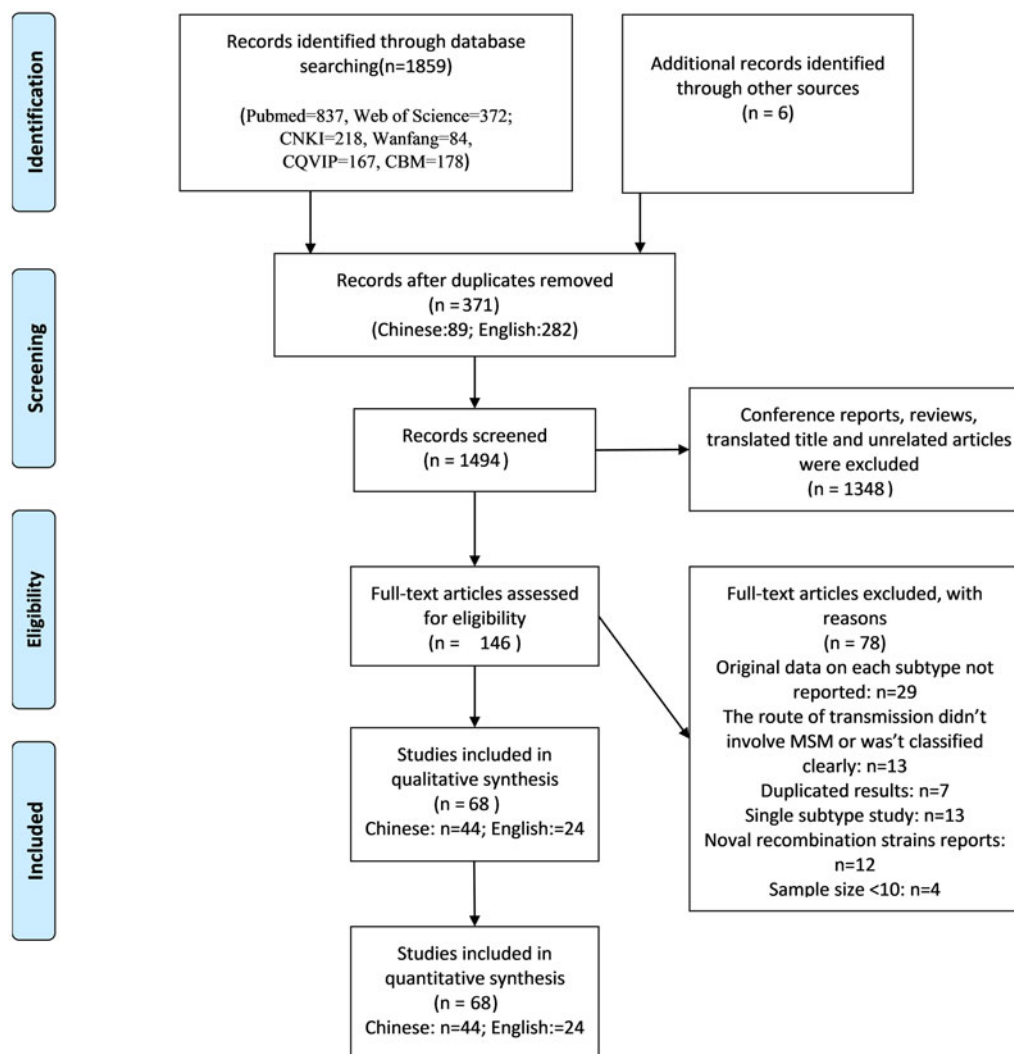 Identification
Records identified through database
searching(n=1859)
(Pubmed=837, Web of Science=372;
CNKI=218, Wanfang=84,
CQVIP=167, CBM=178)
Additional records identified
through other sources
(n = 6)
Screening
Records after duplicates removed
(n = 371)
(Chinese:89; English:282)
Records screened
n = 1494)
Conference reports, reviews,
translated title and unrelated articles
were excluded
(n = 1348 )
Eligibility
Full-text articles assessed
for eligibility
(n = 146 )
Full-text articles excluded, with
reasons
(n = 78)
Original data on each subtype not
reported: n=29
The route of transmission didn’t
involve MSM or was’t classified
clearly: n=13
Duplicated results: n=7
Single subtype study: n=13
Noval recombination strains reports:
n=12
Sample size <10: n=4
Included
Studies included in
qualitative synthesis
(n = 68 )
Chinese: n=44; English:=24
Studies included in
quantitative synthesis
(n = 68)
Chinese: n=44; English:=24